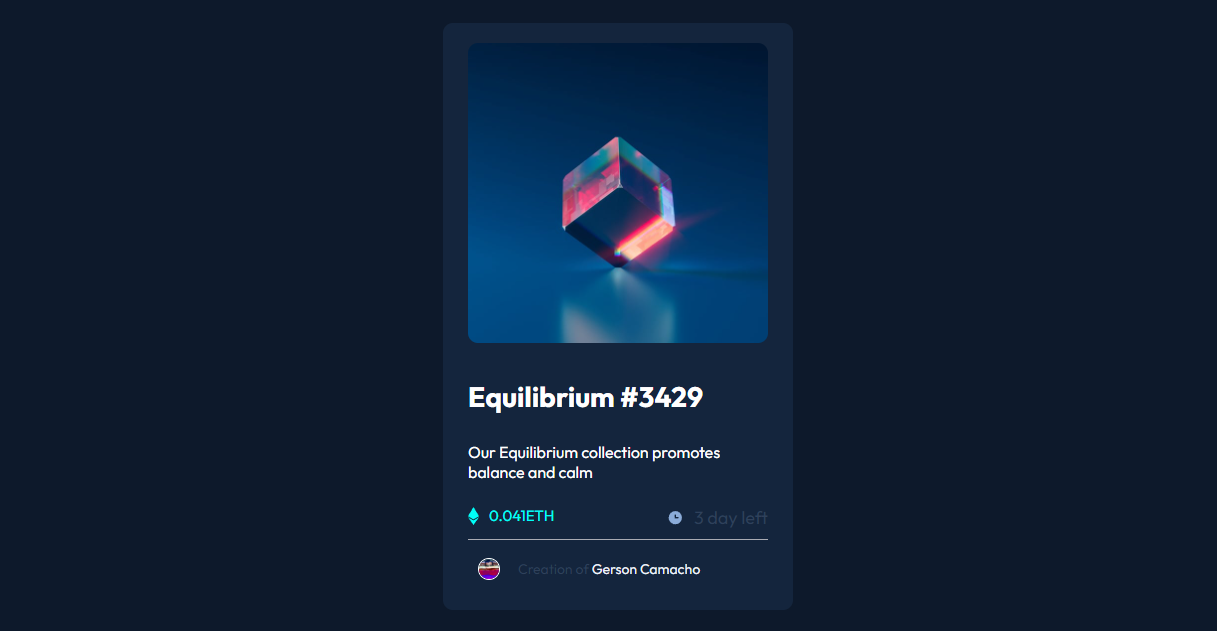 Equilibrium #3429
Our Equilibrium collection promotes
balance and calm
0.041ETH 3 day left
Creation of Gerson Camacho